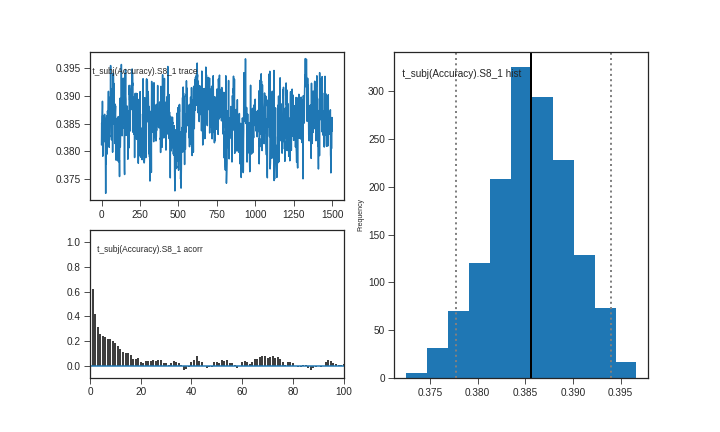 t_subj(Accuracy).S8_1 trace
0.395
0.390
0.385
0.380
0.375
0 250 500 750 1000 1250 1500
t_subj(Accuracy).S8_1 acorr
1.0
0.8
0.6
0.4
0.2
0.0
0 20 40 60 80 100
t_subj(Accuracy).S8_1 hist
Frequency
300
250
200
150
100
50
0
0.375 0.380 0.385 0.390 0.395